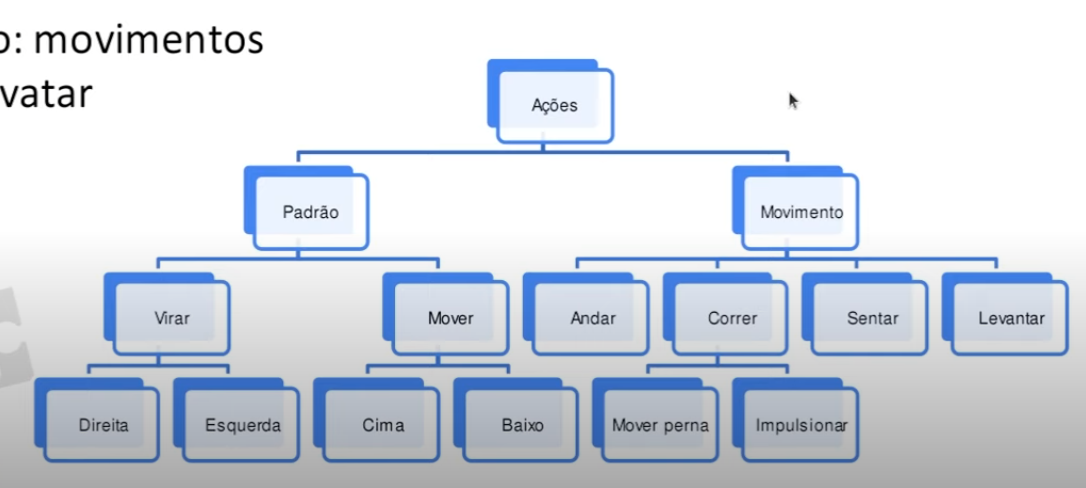 o: movimentos
vatar
Ações
Padrão
Movimento
Virar
Mover
Andar
Correr
Sentar
Levantar
Direita
Esquerda
Cima
Baixo
Mover perna
Impulsionar